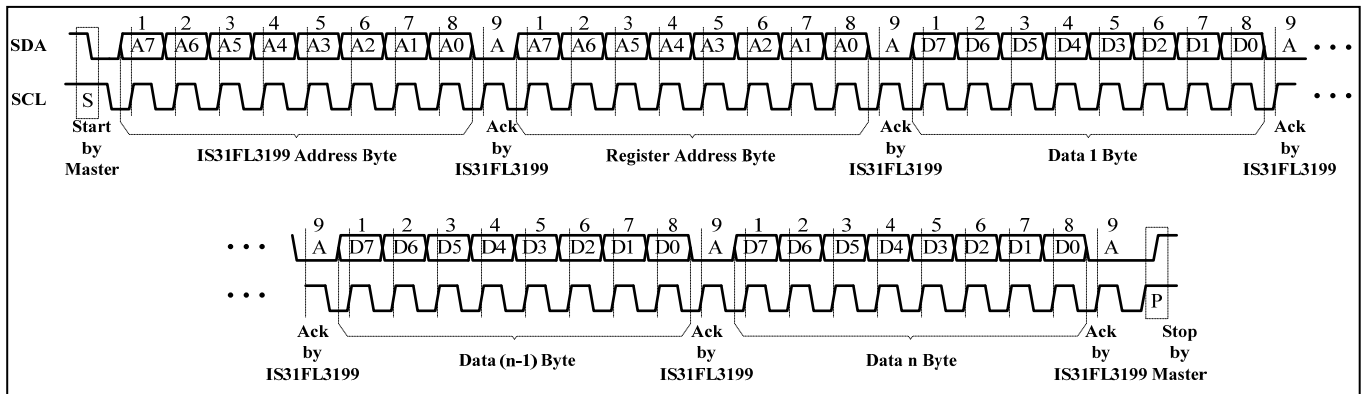 1 2 3 4 5 6 7 8 9 1 2 3 4 5 6 7 8 9 1 2 3 4 5 6 7 8 9
SDA A7 A6 A5 A4 A3 A2 A1 A0 A A7 A6 A5 A4 A3 A2 A1 A0 A D7 D6 D5 D4 D3 D2 D1 D0 A • • •
SCL S • • •
Start by Master
IS31FL3199 Address Byte
Ack by IS31FL3199
Register Address Byte
Ack by IS31FL3199
Data 1 Byte
Ack by IS31FL3199
9 1 2 3 4 5 6 7 8 9 1 2 3 4 5 6 7 8 9
• • • A D7 D6 D5 D4 D3 D2 D1 D0 A D7 D6 D5 D4 D3 D2 D1 D0 A
• • • P
Ack by IS31FL3199
Data (n-1) Byte
Ack by IS31FL3199
Data n Byte
Ack by IS31FL3199
Stop by Master